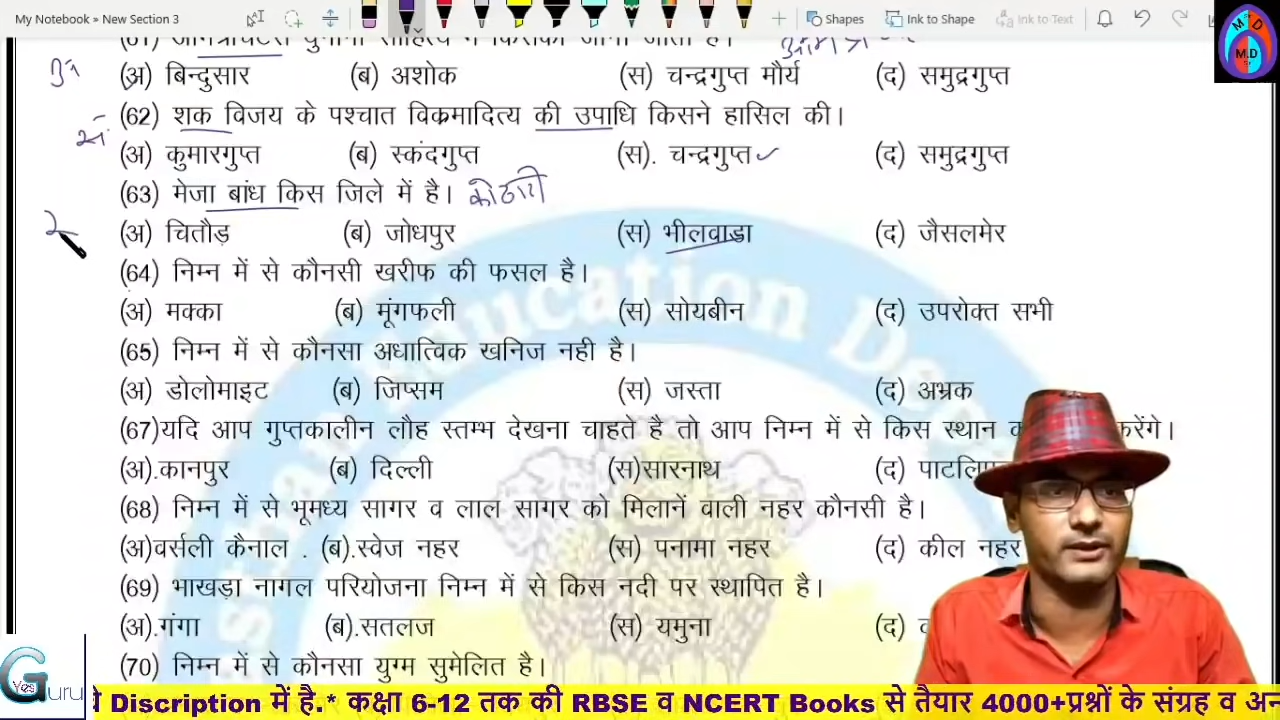 My Notebook » New Section 3
Shapes
Ink to Shape
Ink to Text
M.D
(अ) बिन्दुसार (ब) अशोक (स) चन्द्रगुप्त मौर्य (द) समुद्रगुप्त
(62) शक विजय के पश्चात विक्रमादित्य की उपाधि किसने हासिल की।
(अ) कुमारगुप्त (ब) स्कंदगुप्त (स). चन्द्रगुप्त (द) समुद्रगुप्त
(63) मेजा बांध किस जिले में है। कोठारी
(अ) चितौड़ (ब) जोधपुर (स) भीलवाडा (द) जैसलमेर
(64) निम्न में से कौनसी खरीफ की फसल है।
(अ) मक्का (ब) मूंगफली (स) सोयबीन (द) उपरोक्त सभी
(65) निम्न में से कौनसा अधात्विक खनिज नही है।
(अ) डोलोमाइट (ब) जिप्सम (स) जस्ता (द) अभ्रक
(67)यदि आप गुप्तकालीन लौह स्तम्भ देखना चाहते है तो आप निम्न में से किस स्थान करेंगे।
(अ).कानपुर (ब) दिल्ली (स)सारनाथ (द)
(68) निम्न में से भूमध्य सागर व लाल सागर को मिलानें वाली नहर कौनसी है।
(अ)वर्सली कैनाल . (ब).स्वेज नहर (स) पनामा नहर (द) कील नहर
(69) भाखड़ा नागल परियोजना निम्न में से किस नदी पर स्थापित है।
(अ).गंगा (ब).सतलज (स) यमुना (द)
(70) निम्न में से कौनसा युग्म सुमेलित है।
Yes Guru
Discription में है.* कक्षा 6-12 तक की RBSE व NCERT Books से तैयार 4000+प्रश्नों के संग्रह व